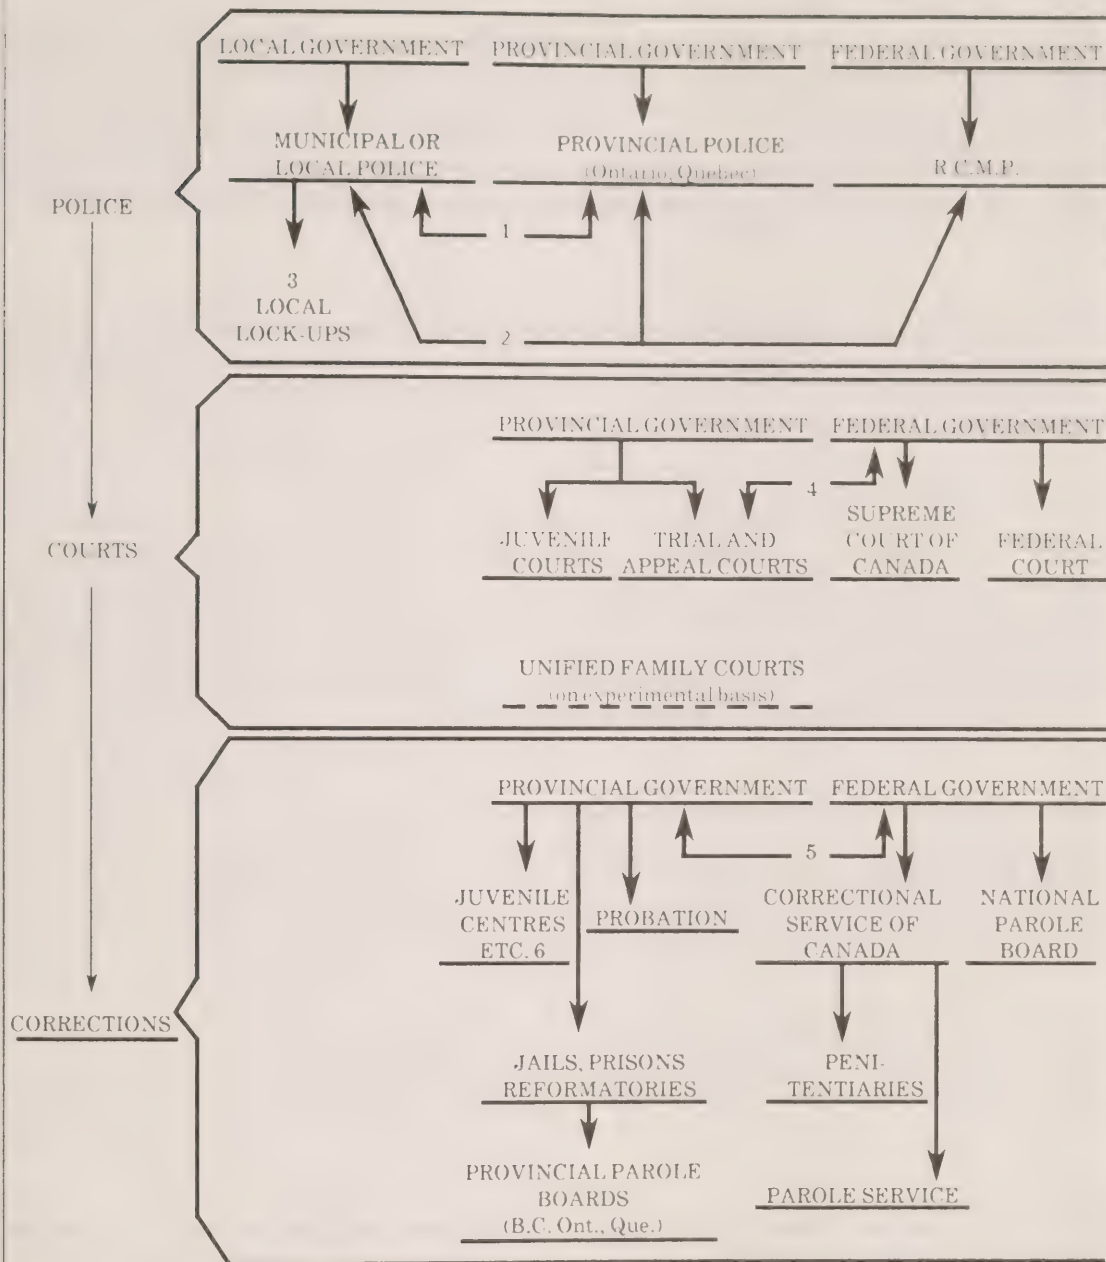 LOCAL GOVERNMENT PROVINCIAL GOVERNMENT FEDERAL GOVERNMENT
MUNICIPAL OR
LOCAL POLICE
PROVINCIAL POLICE
(Ontario, Quebec)
R.C.M.P.
POLICE
1
3
LOCAL
LOCK-UPS
2
PROVINCIAL GOVERNMENT FEDERAL GOVERNMENT
4
COURTS
JUVENILE
COURTS
TRIAL AND
APPEAL COURTS
SUPREME
COURT OF
CANADA
FEDERAL
COURT
UNIFIED FAMILY COURTS
(on experimental basis)
PROVINCIAL GOVERNMENT FEDERAL GOVERNMENT
5
JUVENILE
CENTRES
ETC. 6
PROBATION
CORRECTIONAL
SERVICE OF
CANADA
NATIONAL
PAROLE
BOARD
CORRECTIONS
JAILS, PRISONS
REFORMATORIES
PENI-
TENTIARIES
PROVINCIAL PAROLE
BOARDS
(B.C. Ont., Que.)
PAROLE SERVICE